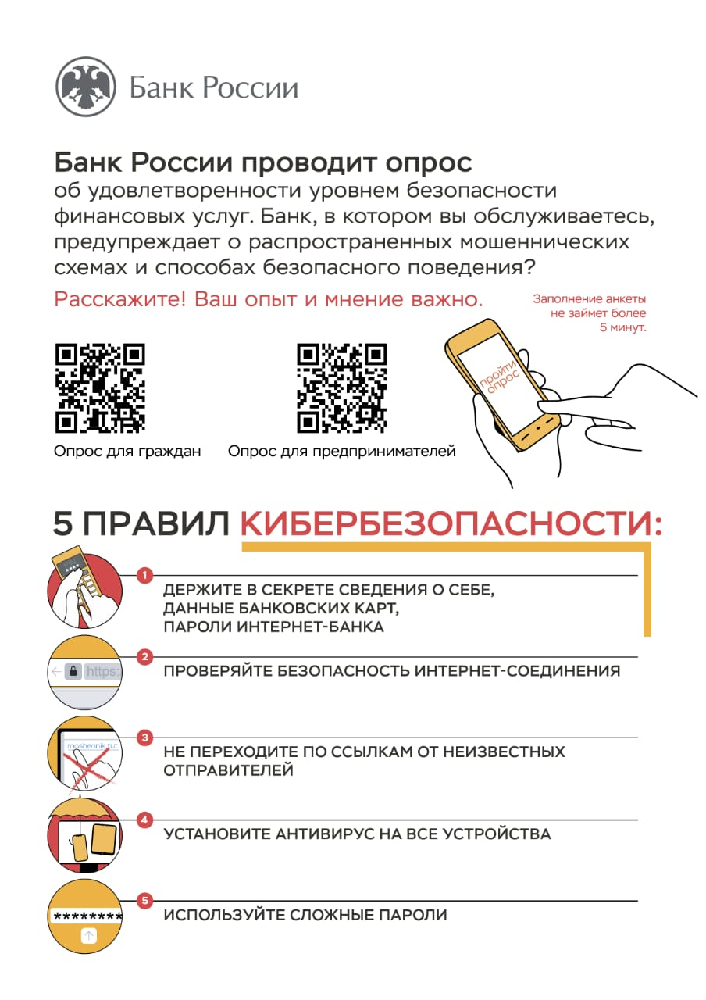 Банк России
Банк России проводит опрос
об удовлетворенности уровнем безопасности
финансовых услуг. Банк, в котором вы обслуживаетесь,
предупреждает о распространенных мошеннических
схемах и способах безопасного поведения?
Расскажите! Ваш опыт и мнение важно.
Заполнение анкеты
не займет более
5 минут.
пройти
опрос
Опрос для граждан
Опрос для предпринимателей
5 ПРАВИЛ КИБЕРБЕЗОПАСНОСТИ:
PIN
****
1
ДЕРЖИТЕ В СЕКРЕТЕ СВЕДЕНИЯ О СЕБЕ,
ДАННЫЕ БАНКОВСКИХ КАРТ,
ПАРОЛИ ИНТЕРНЕТ-БАНКА
https:
2
ПРОВЕРЯЙТЕ БЕЗОПАСНОСТЬ ИНТЕРНЕТ-СОЕДИНЕНИЯ
moshennik.tut
3
НЕ ПЕРЕХОДИТЕ ПО ССЫЛКАМ ОТ НЕИЗВЕСТНЫХ
ОТПРАВИТЕЛЕЙ
4
УСТАНОВИТЕ АНТИВИРУС НА ВСЕ УСТРОЙСТВА
********
5
ИСПОЛЬЗУЙТЕ СЛОЖНЫЕ ПАРОЛИ